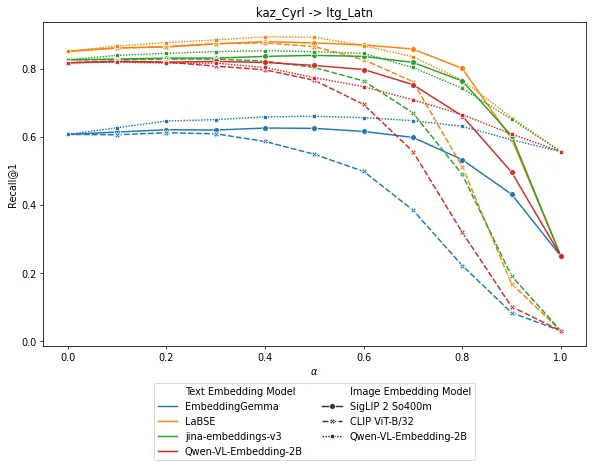 kaz_Cyrl -> ltg_Latn
Recall@1
0.8
0.6
0.4
0.2
0.0
0.0 0.2 0.4 0.6 0.8 1.0
α
Text Embedding Model
EmbeddingGemma
LaBSE
jina-embeddings-v3
Qwen-VL-Embedding-2B
Image Embedding Model
SigLIP 2 So400m
CLIP ViT-B/32
Qwen-VL-Embedding-2B